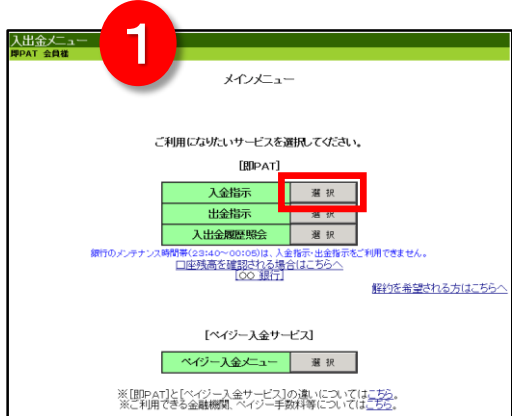 入出金メニュー
即PAT 会員様
1
メインメニュー
ご利用になりたいサービスを選択してください。
[即PAT]
入金指示 選 択
出金指示 選 択
入出金履歴照会 選 択
銀行のメンテナンス時間帯(23:40~00:05)は、入金指示・出金指示をご利用できません。
口座残高を確認される場合はこちらへ
[○○ 銀行]
解約を希望される方はこちらへ
[ペイジー入金サービス]
ペイジー入金メニュー 選 択
※[即PAT]と[ペイジー入金サービス]の違いについてはこちら。
※ご利用できる金融機関、ペイジー手数料等についてはこちら。